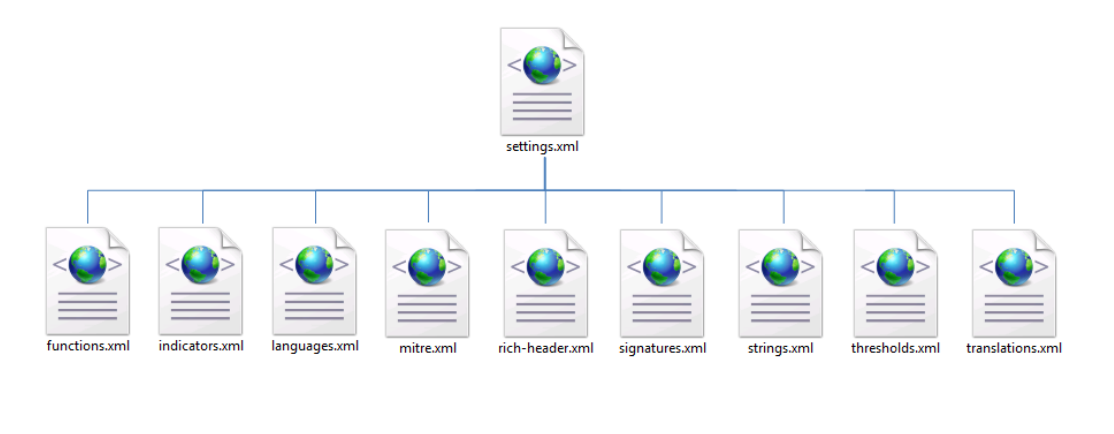 settings.xml
functions.xml
indicators.xml
languages.xml
mitre.xml
rich-header.xml
signatures.xml
strings.xml
thresholds.xml
translations.xml